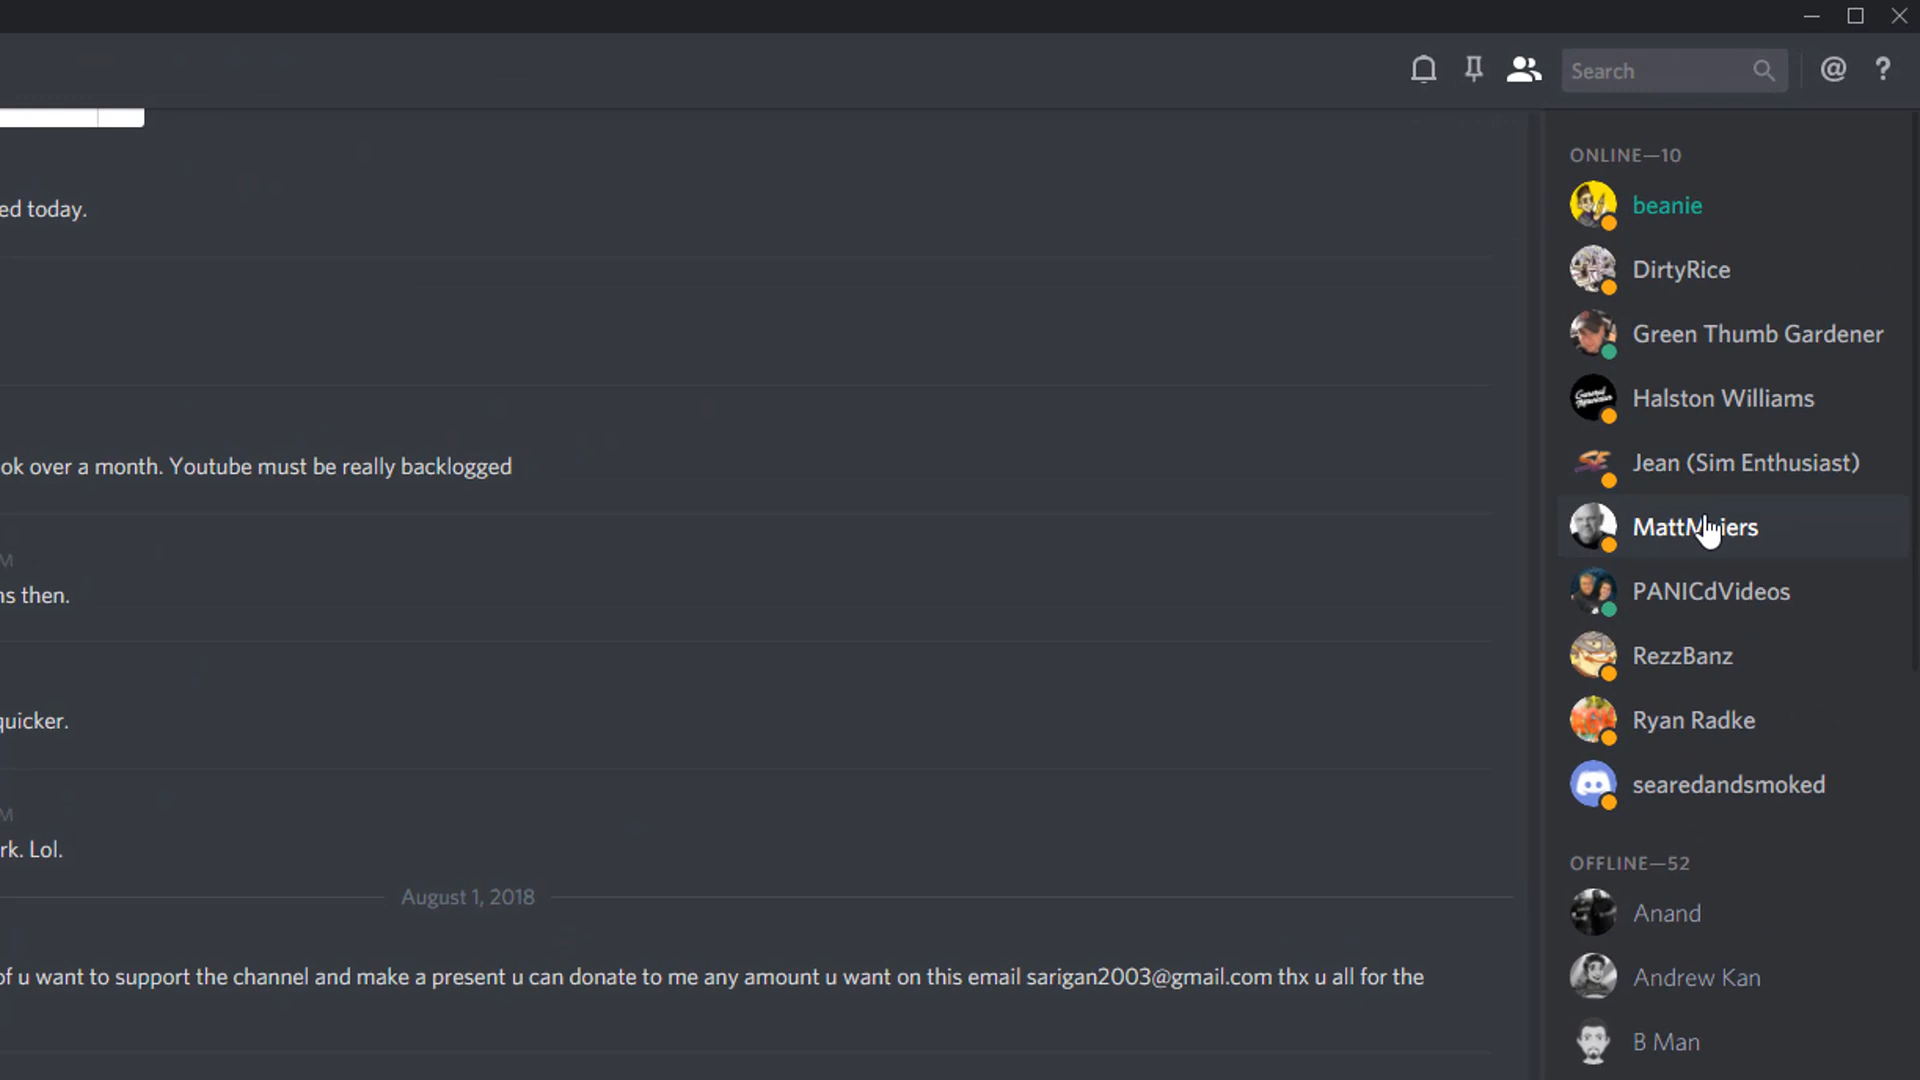 Search
@
?
ed today.
ok over a month. Youtube must be really backlogged
M
ns then.
quicker.
M
rk. Lol.
August 1, 2018
of u want to support the channel and make a present u can donate to me any amount u want on this email sarigan2003@gmail.com thx u all for the
ONLINE—10
beanie
DirtyRice
Green Thumb Gardener
Halston Williams
Jean (Sim Enthusiast)
PANICdVideos
RezzBanz
Ryan Radke
searedandsmoked
OFFLINE—52
Anand
Andrew Kan
B Man